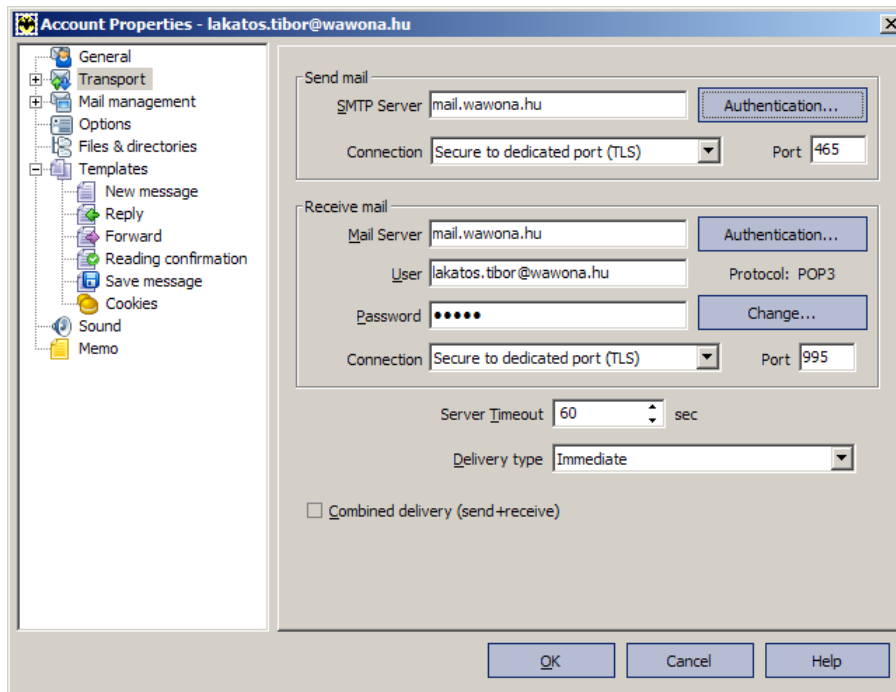 Account Properties - lakatos.tibor@wawona.hu
General
Transport
Mail management
Options
Files & directories
Templates
New message
Reply
Forward
Reading confirmation
Save message
Cookies
Sound
Memo
Send mail
SMTP Server mail.wawona.hu Authentication...
Connection Secure to dedicated port (TLS) Port 465
Receive mail
Mail Server mail.wawona.hu Authentication...
User lakatos.tibor@wawona.hu Protocol: POP3
Password ●●●●● Change...
Connection Secure to dedicated port (TLS) Port 995
Server Timeout 60 sec
Delivery type Immediate
Combined delivery (send+receive)
OK Cancel Help